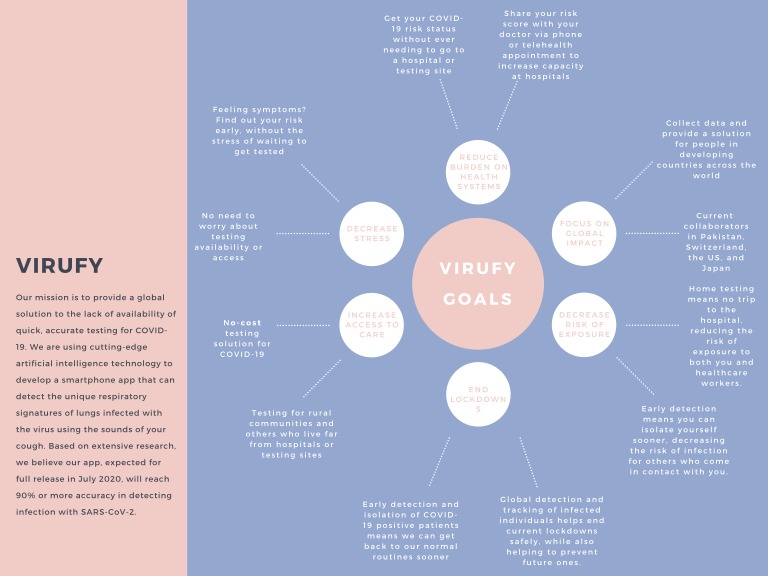 VIRUFY
Our mission is to provide a global
solution to the lack of availability of
quick, accurate testing for COVID-
19. We are using cutting-edge
artificial intelligence technology to
develop a smartphone app that can
detect the unique respiratory
signatures of lungs infected with
the virus using the sounds of your
cough. Based on extensive research,
we believe our app, expected for
full release in July 2020, will reach
90% or more accuracy in detecting
infection with SARS-CoV-2.
VIRUFY
GOALS
REDUCE
BURDEN ON
HEALTH
SYSTEMS
Get your COVID-
19 risk status
without ever
needing to go to
a hospital or
testing site
Share your risk
score with your
doctor via phone
or telehealth
appointment to
increase capacity
at hospitals
FOCUS ON
GLOBAL
IMPACT
Collect data and
provide a solution
for people in
developing
countries across the
world
Current
collaborators
in Pakistan,
Switzerland,
the US, and
Japan
DECREASE
RISK OF
EXPOSURE
Home testing
means no trip
to the
hospital,
reducing the
risk of
exposure to
both you and
healthcare
workers.
Early detection
means you can
isolate yourself
sooner, decreasing
the risk of infection
for others who come
in contact with you.
END
LOCKDOWN
S
Global detection and
tracking of infected
individuals helps end
current lockdowns
safely, while also
helping to prevent
future ones.
Early detection and
isolation of COVID-
19 positive patients
means we can get
back to our normal
routines sooner
INCREASE
ACCESS TO
CARE
Testing for rural
communities and
others who live far
from hospitals or
testing sites
No-cost
testing
solution for
COVID-19
DECREASE
STRESS
No need to
worry about
testing
availability or
access
Feeling symptoms?
Find out your risk
early, without the
stress of waiting to
get tested